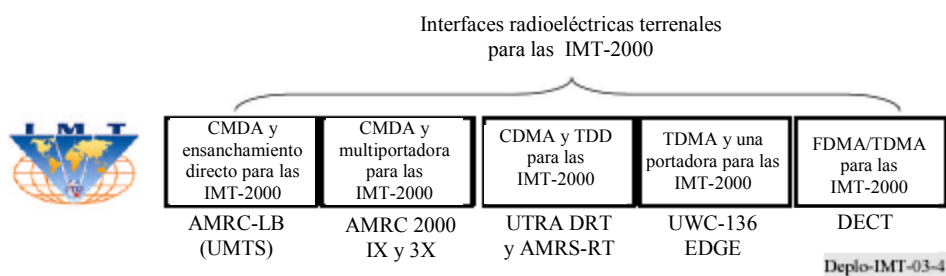 Interfaces radioeléctricas terrenales
para las IMT-2000
IMT
CMDA y
ensanchamiento
directo para las
IMT-2000
CMDA y
multiportadora
para las
IMT-2000
CDMA y TDD
para las
IMT-2000
TDMA y una
portadora para las
IMT-2000
FDMA/TDMA
para las
IMT-2000
AMRC-LB
(UMTS)
AMRC 2000
IX y 3X
UTRA DRT
y AMRS-RT
UWC-136
EDGE
DECT
Deplo-IMT-03-4